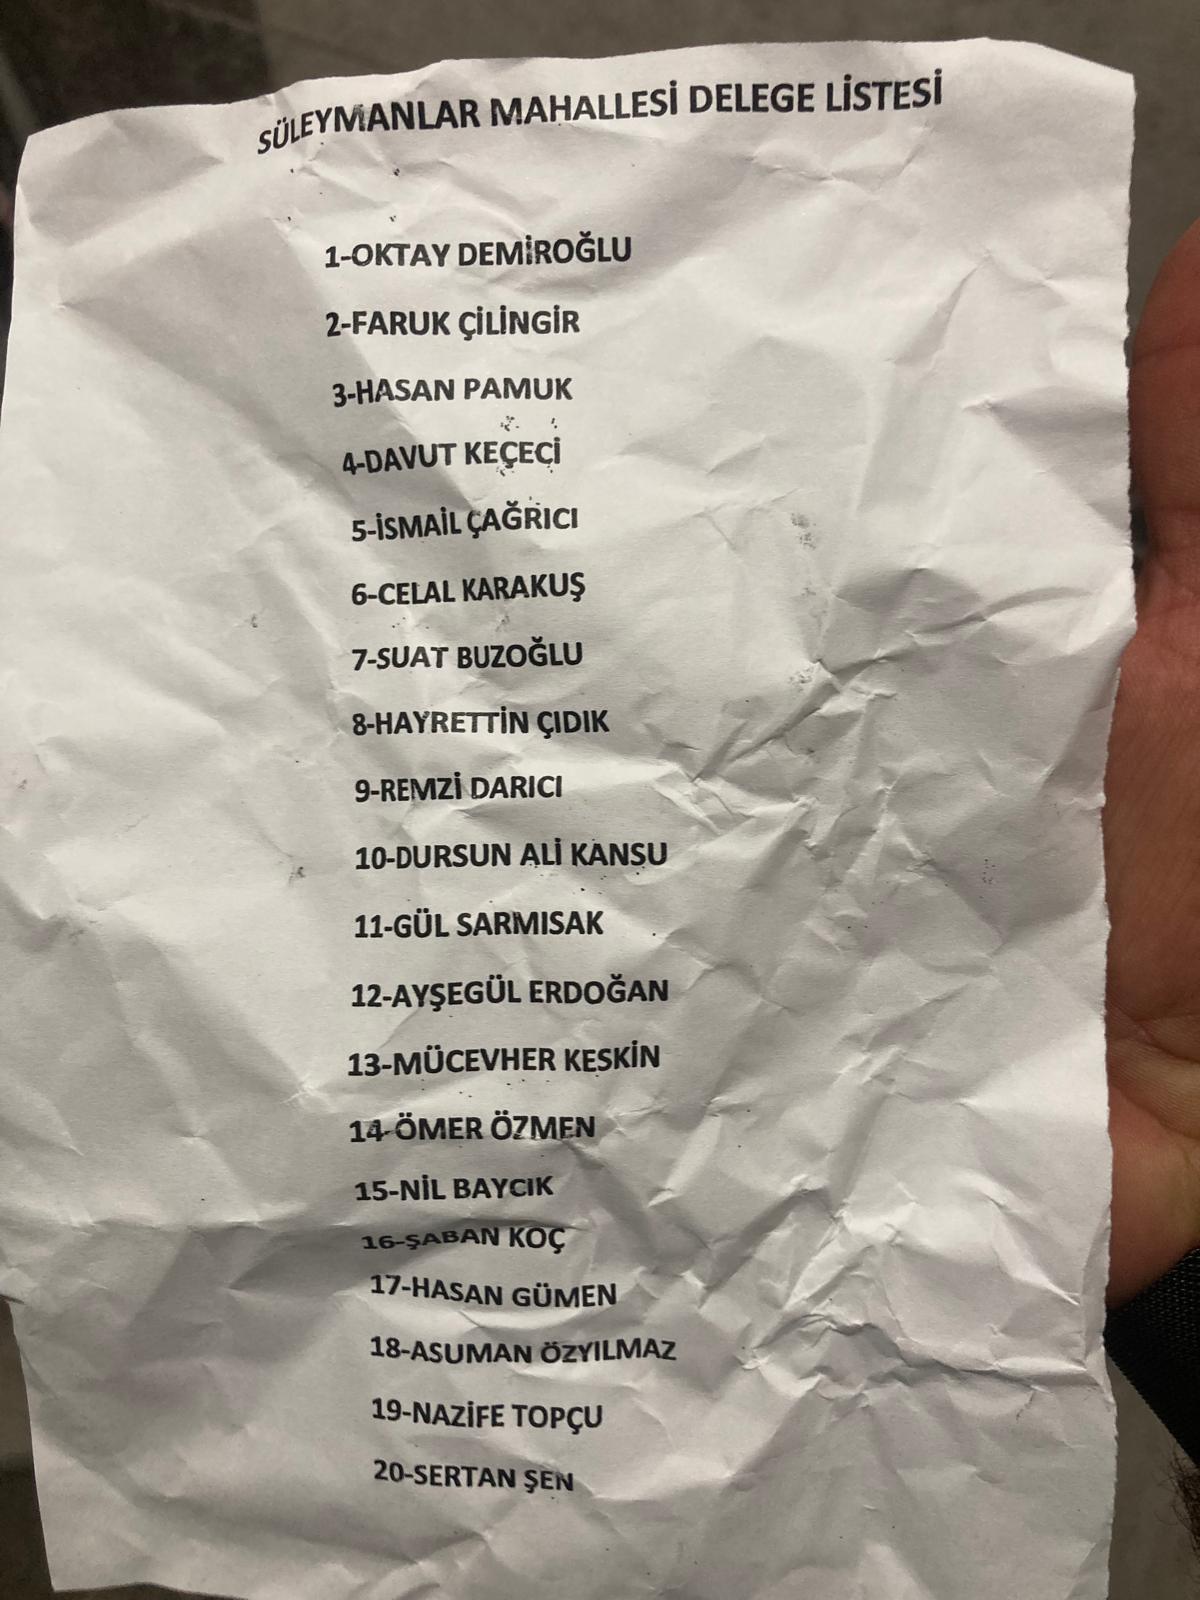 SÜLEYMANLAR MAHALLESİ DELEGE LİSTESİ
1-OKTAY DEMİROĞLU
2-FARUK ÇİLİNGİR
3-HASAN PAMUK
4-DAVUT KEÇECİ
5-İSMAİL ÇAĞRICI
6-CELAL KARAKUŞ
7-SUAT BUZOĞLU
8-HAYRETTİN ÇIDIK
9-REMZİ DARICI
10-DURSUN ALİ KANSU
11-GÜL SARMISAK
12-AYŞEGÜL ERDOĞAN
13-MÜCEVHER KESKİN
14-ÖMER ÖZMEN
15-NİL BAYCIK
16-ŞABAN KOÇ
17-HASAN GÜMEN
18-ASUMAN ÖZYILMAZ
19-NAZİFE TOPÇU
20-SERTAN ŞEN